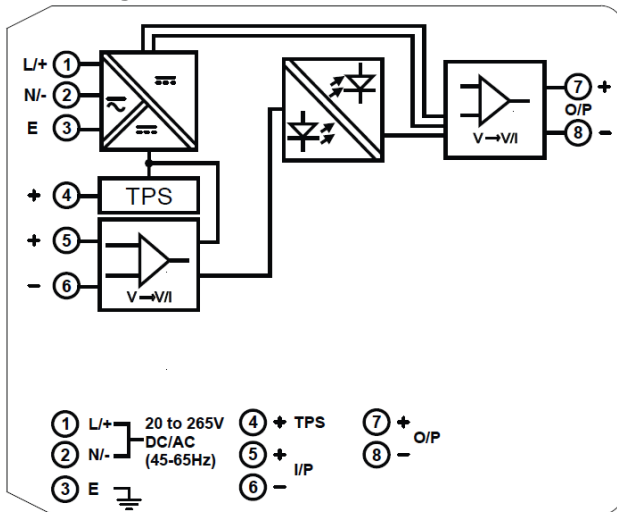 L/+ 1
N/- 2
E 3
+ 4 TPS
+ 5
- 6
V→V/I
7 +
O/P
8 -
V→V/I
1 L/+ 20 to 265V 4 + TPS 7 +
DC/AC 5 + O/P
2 N/- (45-65Hz) I/P 8 -
3 E 6 -